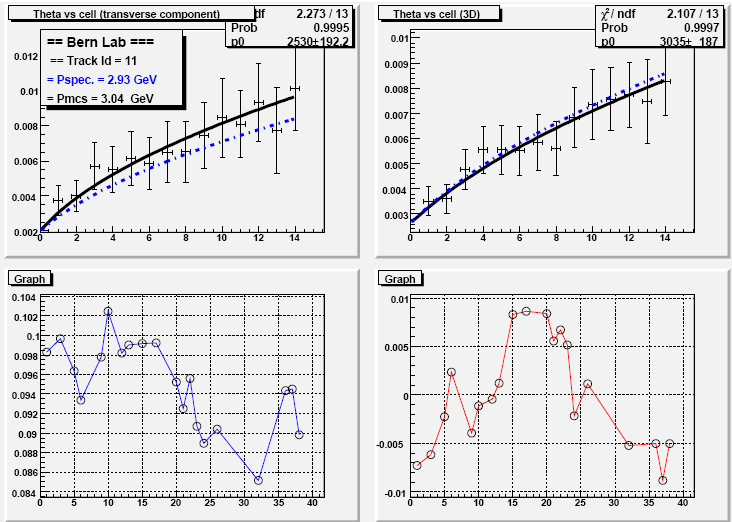 Theta vs cell (transverse component)
df 2.273 / 13
Prob 0.9995
p0 2530± 192.2
== Bern Lab ===
== Track Id = 11
= Pspec. = 2.93 GeV
= Pmcs = 3.04 GeV
0.012
0.01
0.008
0.006
0.004
0.002
0 2 4 6 8 10 12 14
Theta vs cell (3D)
χ² / ndf 2.107 / 13
Prob 0.9997
p0 3035± 187
0.01
0.009
0.008
0.007
0.006
0.005
0.004
0.003
0 2 4 6 8 10 12 14
Graph
0.104
0.102
0.1
0.098
0.096
0.094
0.092
0.09
0.088
0.086
0.084
0 5 10 15 20 25 30 35 40
Graph
0.01
0.005
0
-0.005
-0.01
0 5 10 15 20 25 30 35 40